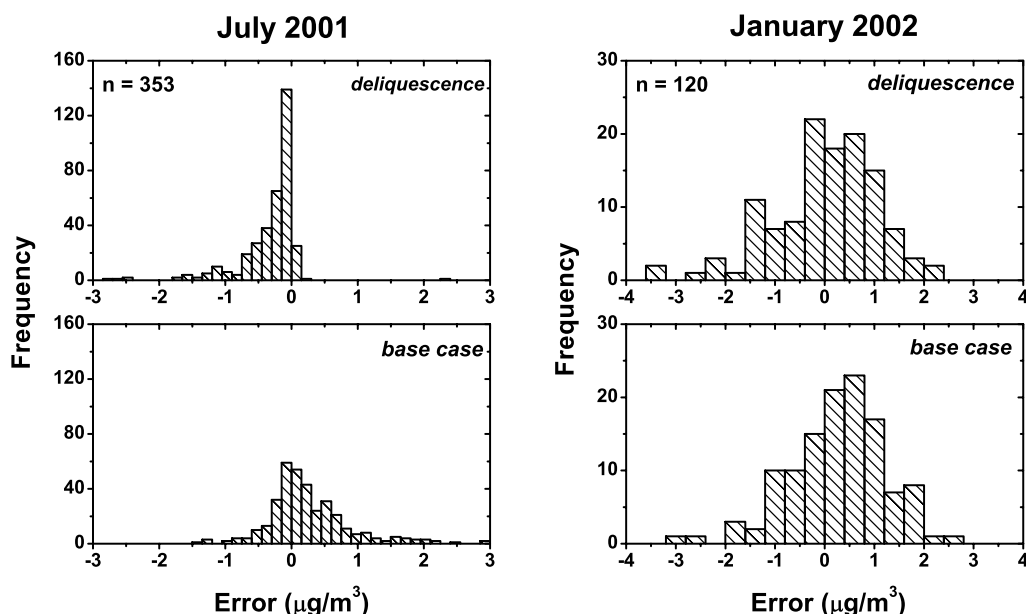 July 2001
January 2002
160
120
80
40
0
n = 353
deliquescence
-3 -2 -1 0 1 2 3
30
20
10
0
n = 120
deliquescence
-4 -3 -2 -1 0 1 2 3 4
Frequency
Frequency
160
120
80
40
0
base case
-3 -2 -1 0 1 2 3
Error (μg/m³)
30
20
10
0
base case
-4 -3 -2 -1 0 1 2 3 4
Error (μg/m³)